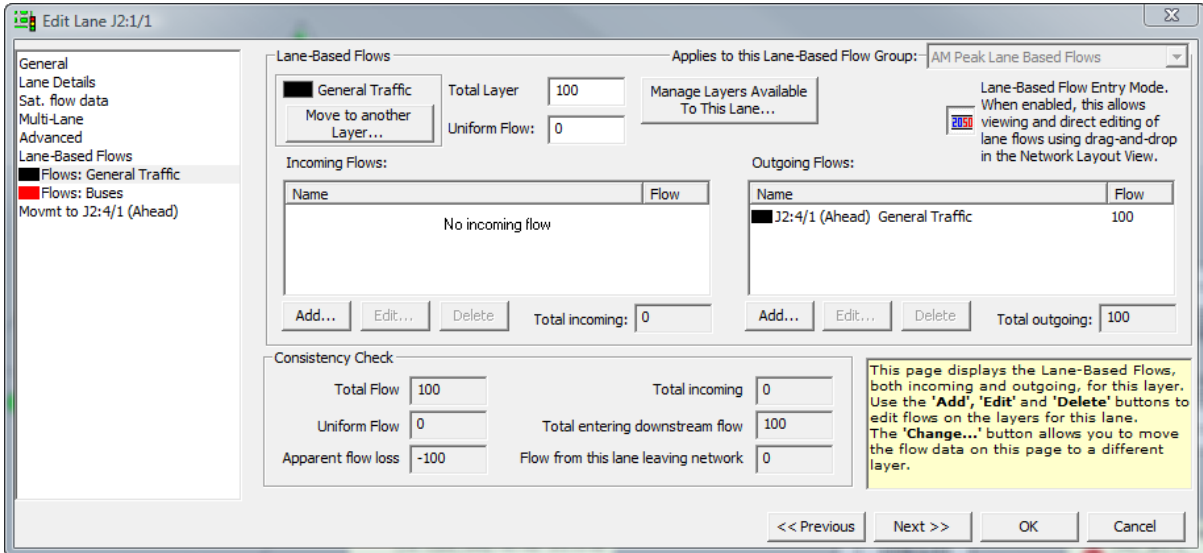 Edit Lane J2:1/1
General
Lane Details
Sat. flow data
Multi-Lane
Advanced
Lane-Based Flows
Flows: General Traffic
Flows: Buses
Movmt to J2:4/1 (Ahead)
Lane-Based Flows
Applies to this Lane-Based Flow Group:
AM Peak Lane Based Flows
General Traffic
Move to another
Layer...
Total Layer
100
Uniform Flow:
0
Manage Layers Available
To This Lane...
2050
Lane-Based Flow Entry Mode.
When enabled, this allows
viewing and direct editing of
lane flows using drag-and-drop
in the Network Layout View.
Incoming Flows:
Name
Flow
No incoming flow
Add...
Edit...
Delete
Total incoming:
0
Outgoing Flows:
Name
Flow
J2:4/1 (Ahead) General Traffic
100
Add...
Edit...
Delete
Total outgoing:
100
Consistency Check
Total Flow
100
Total incoming
0
Uniform Flow
0
Total entering downstream flow
100
Apparent flow loss
-100
Flow from this lane leaving network
0
This page displays the Lane-Based Flows,
both incoming and outgoing, for this layer.
Use the 'Add', 'Edit' and 'Delete' buttons to
edit flows on the layers for this lane.
The 'Change...' button allows you to move
the flow data on this page to a different
layer.
<< Previous
Next >>
OK
Cancel